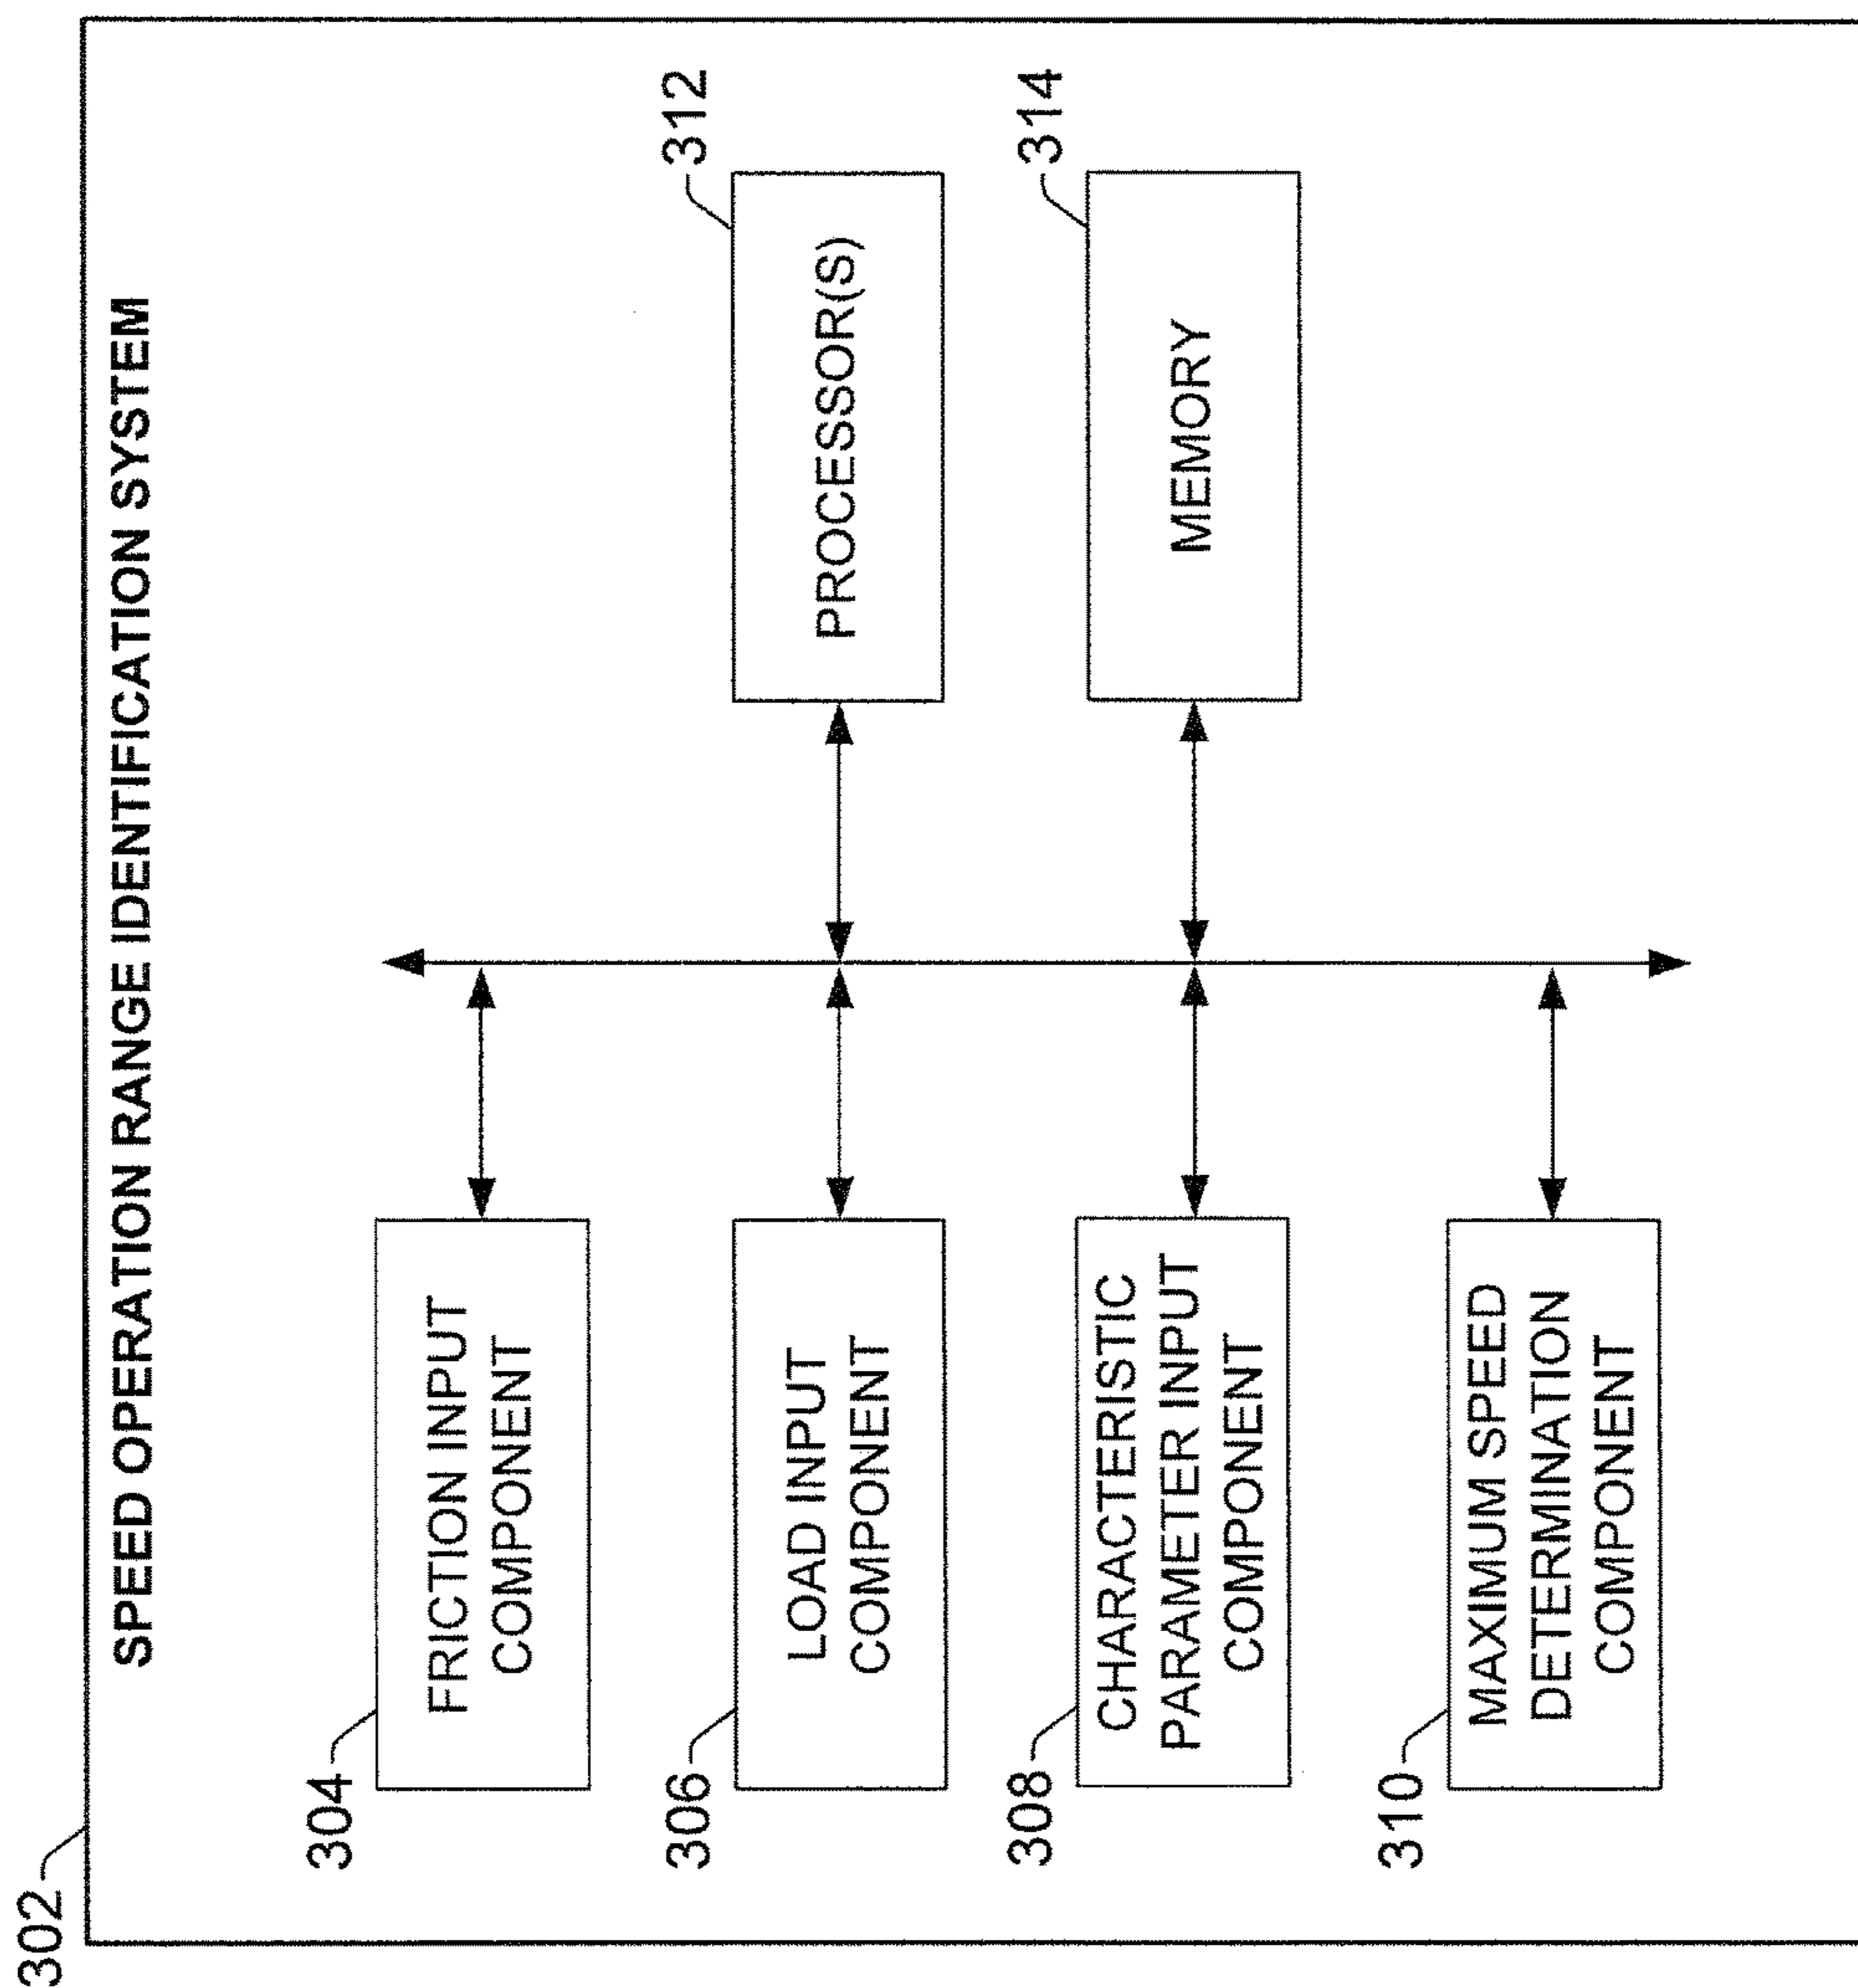 302
SPEED OPERATION RANGE IDENTIFICATION SYSTEM
304
FRICTION INPUT
COMPONENT
306
LOAD INPUT
COMPONENT
308
CHARACTERISTIC
PARAMETER INPUT
COMPONENT
310
MAXIMUM SPEED
DETERMINATION
COMPONENT
312
PROCESSOR(S)
314
MEMORY